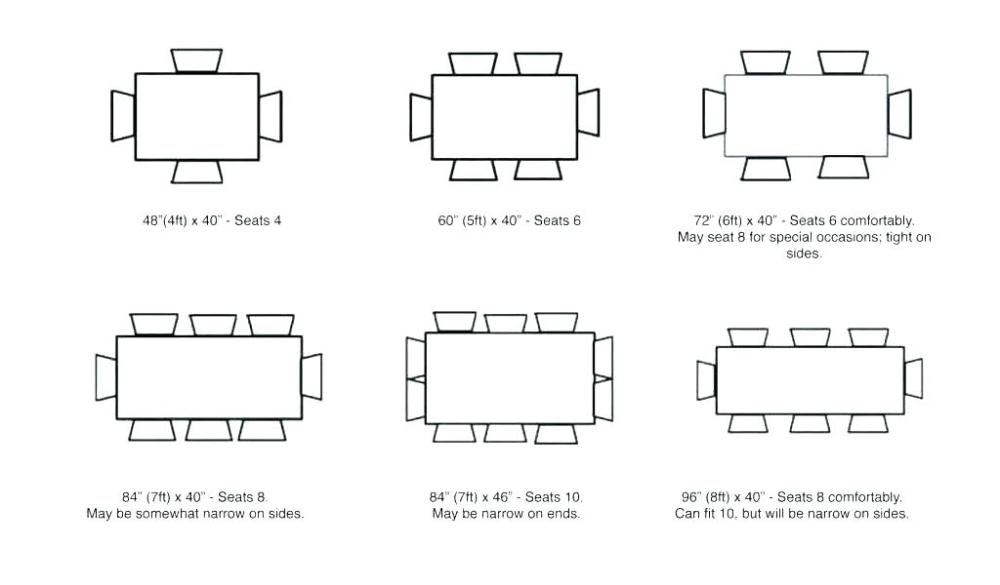 48"(4ft) x 40" - Seats 4
60" (5ft) x 40" - Seats 6
72" (6ft) x 40" - Seats 6 comfortably.
May seat 8 for special occasions; tight on
sides.
84" (7ft) x 40" - Seats 8.
May be somewhat narrow on sides.
84" (7ft) x 46" - Seats 10.
May be narrow on ends.
96" (8ft) x 40" - Seats 8 comfortably.
Can fit 10, but will be narrow on sides.